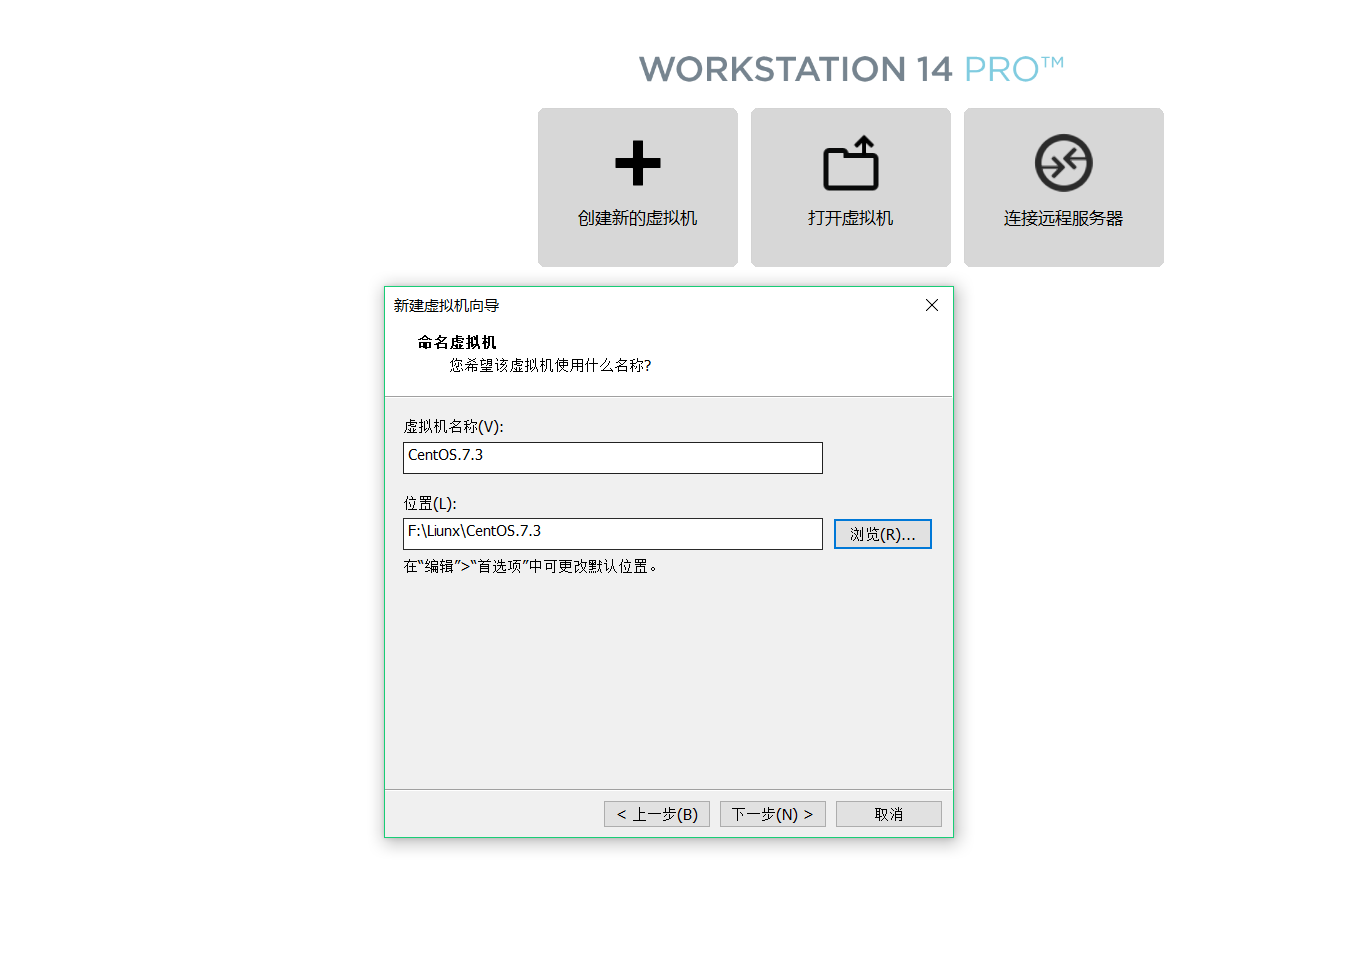 WORKSTATION 14 PRO™
创建新的虚拟机
打开虚拟机
连接远程服务器
新建虚拟机向导
命名虚拟机
您希望该虚拟机使用什么名称?
虚拟机名称(V):
CentOS.7.3
位置(L):
F:\Liunx\CentOS.7.3
浏览(R)...
在“编辑”>“首选项”中可更改默认位置。
< 上一步(B)
下一步(N) >
取消